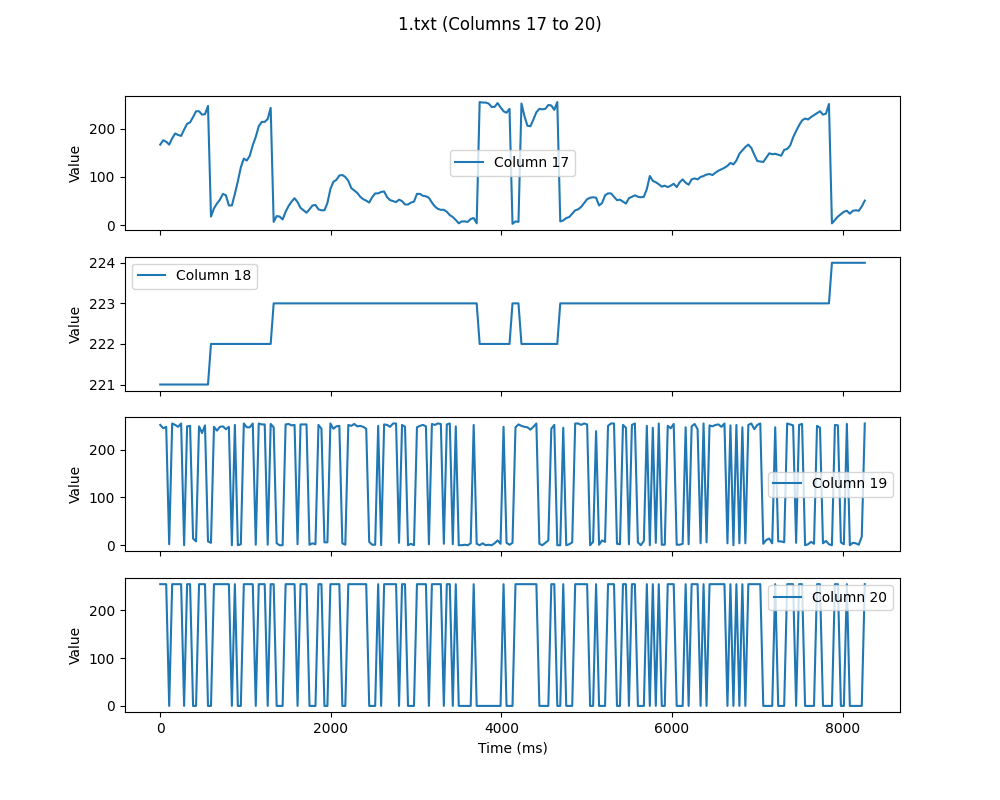 1.txt (Columns 17 to 20)
Value
200
100
0
Column 17
Value
224
223
222
221
Column 18
Value
200
100
0
Column 19
Value
200
100
0
Column 20
0 2000 4000 6000 8000
Time (ms)